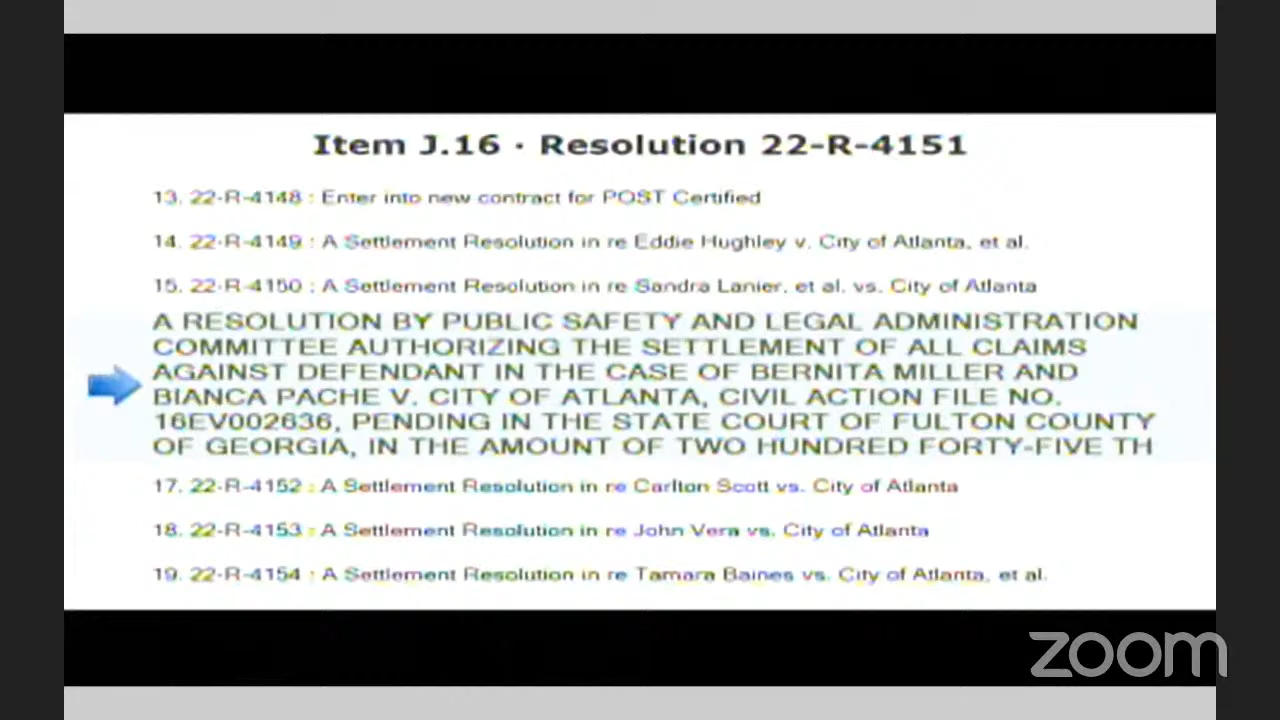 Item J.16 · Resolution 22-R-4151
13. 22-R-4148 : Enter into new contract for POST Certified
14. 22-R-4149 : A Settlement Resolution in re Eddie Hughley v. City of Atlanta, et al.
15. 22-R-4150 : A Settlement Resolution in re Sandra Lanier, et al. vs. City of Atlanta
A RESOLUTION BY PUBLIC SAFETY AND LEGAL ADMINISTRATION
COMMITTEE AUTHORIZING THE SETTLEMENT OF ALL CLAIMS
AGAINST DEFENDANT IN THE CASE OF BERNITA MILLER AND
BIANCA PACHE V. CITY OF ATLANTA, CIVIL ACTION FILE NO.
16EV002636, PENDING IN THE STATE COURT OF FULTON COUNTY
OF GEORGIA, IN THE AMOUNT OF TWO HUNDRED FORTY-FIVE TH
17. 22-R-4152 : A Settlement Resolution in re Carlton Scott vs. City of Atlanta
18. 22-R-4153 : A Settlement Resolution in re John Vera vs. City of Atlanta
19. 22-R-4154 : A Settlement Resolution in re Tamara Baines vs. City of Atlanta, et al.
zoom